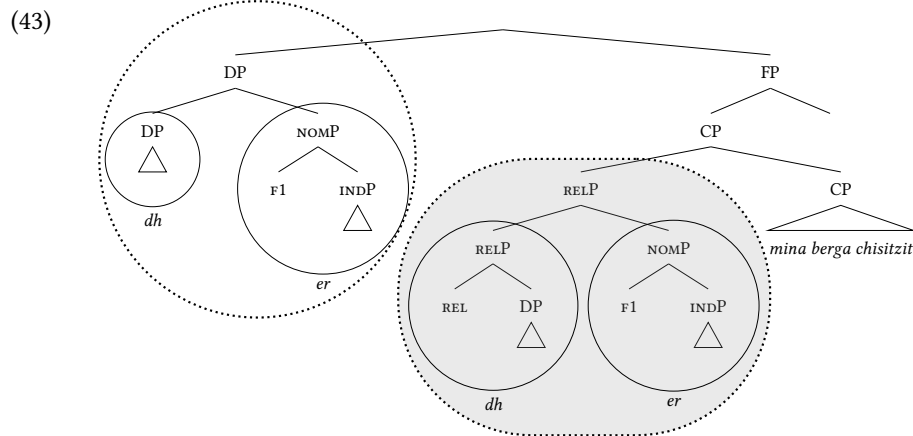 (43)
DP FP
DP NOMP CP
F1 INDP RELP CP
dh RELP NOMP mina berga chisitzit
er REL DP F1 INDP
dh er